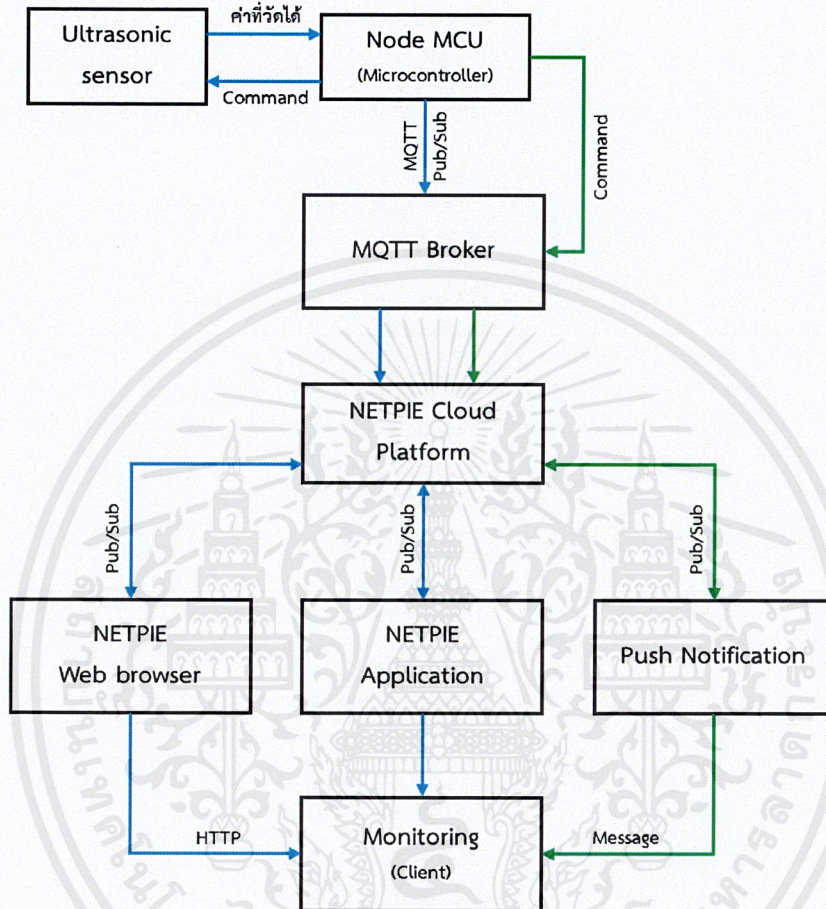 ค่าที่วัดได้
Ultrasonic
sensor
Command
Node MCU
(Microcontroller)
MQTT
Pub/Sub
Command
MQTT Broker
NETPIE Cloud
Platform
Pub/Sub
Pub/Sub
Pub/Sub
NETPIE
Web browser
NETPIE
Application
Push Notification
HTTP
Monitoring
(Client)
Message